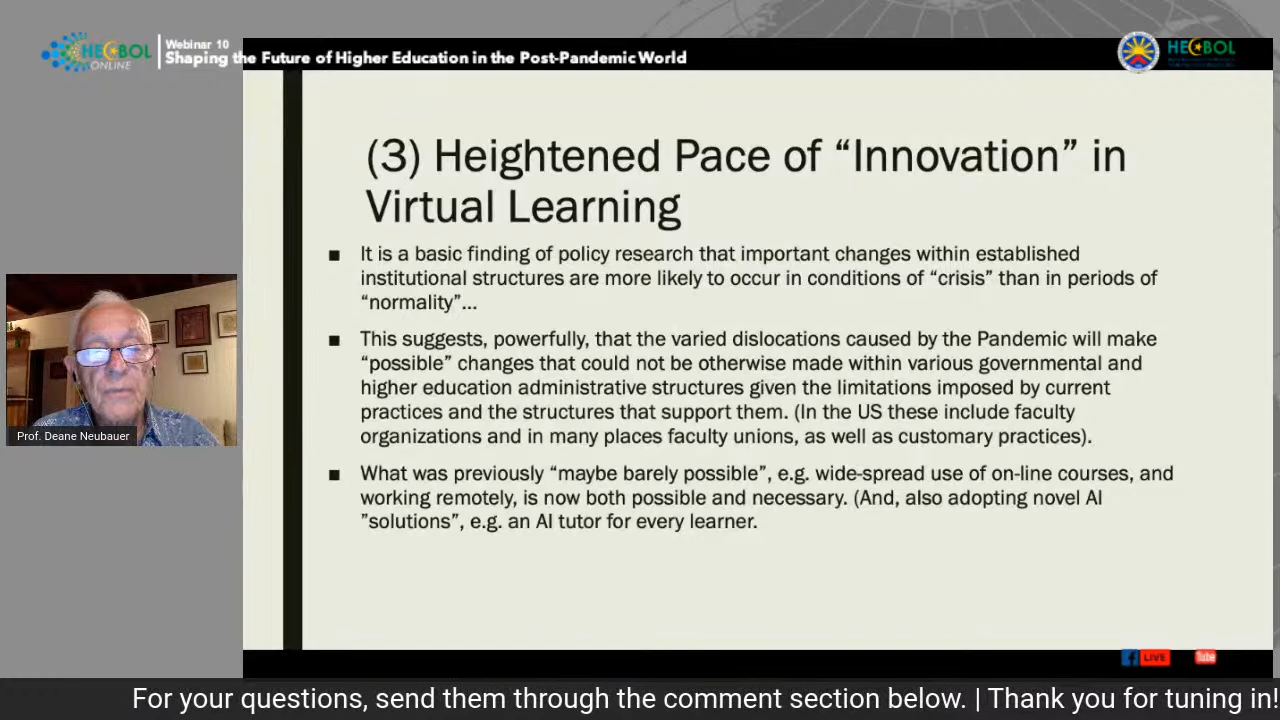 HECBOL
ONLINE
Webinar 10
Shaping the Future of Higher Education in the Post-Pandemic World
HECBOL
(3) Heightened Pace of “Innovation” in
Virtual Learning
■ It is a basic finding of policy research that important changes within established
institutional structures are more likely to occur in conditions of “crisis” than in periods of
“normality”...
■ This suggests, powerfully, that the varied dislocations caused by the Pandemic will make
“possible” changes that could not be otherwise made within various governmental and
higher education administrative structures given the limitations imposed by current
practices and the structures that support them. (In the US these include faculty
organizations and in many places faculty unions, as well as customary practices).
■ What was previously “maybe barely possible”, e.g. wide-spread use of on-line courses, and
working remotely, is now both possible and necessary. (And, also adopting novel AI
”solutions”, e.g. an AI tutor for every learner.
Prof. Deane Neubauer
f LIVE
Tube
For your questions, send them through the comment section below. | Thank you for tuning in!